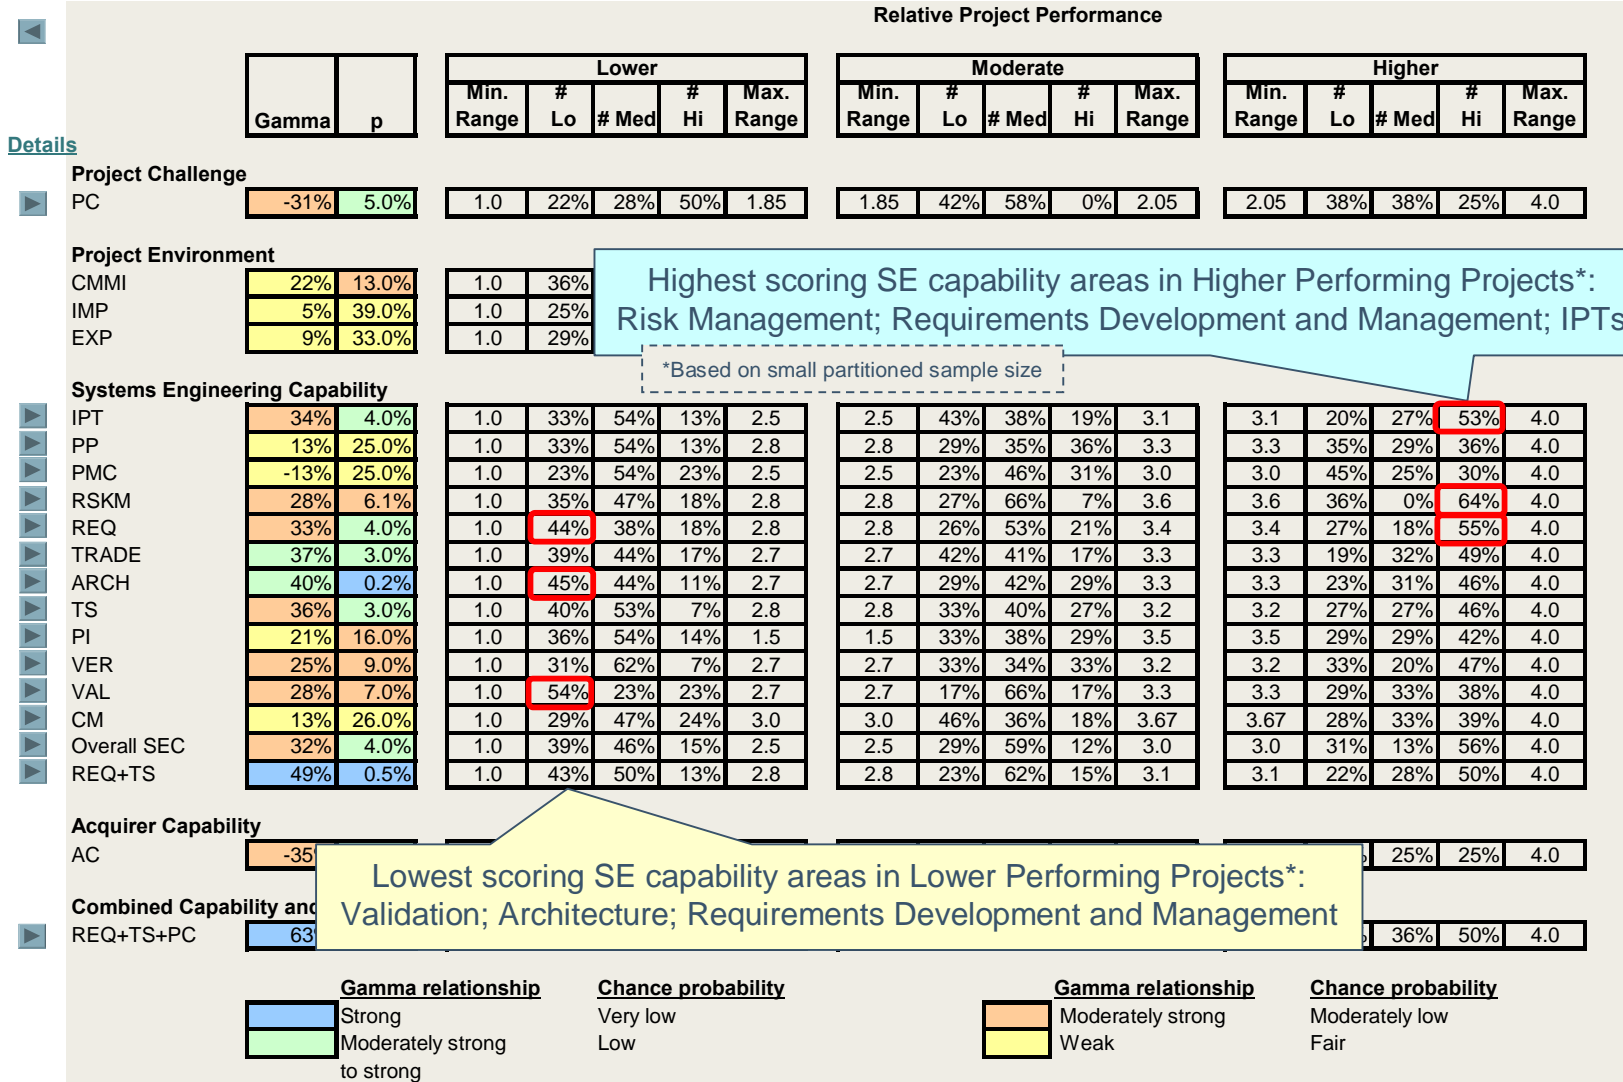 Relative Project Performance
Lower Moderate Higher
Gamma p Min. Range # Lo # Med # Hi Max. Range Min. Range # Lo # Med # Hi Max. Range Min. Range # Lo # Med # Hi Max. Range
Details
Project Challenge
PC -31% 5.0% 1.0 22% 28% 50% 1.85 1.85 42% 58% 0% 2.05 2.05 38% 38% 25% 4.0
Project Environment
CMMI 22% 13.0% 1.0 36%
IMP 5% 39.0% 1.0 25%
EXP 9% 33.0% 1.0 29%
Highest scoring SE capability areas in Higher Performing Projects*:
Risk Management; Requirements Development and Management; IPTs
*Based on small partitioned sample size
Systems Engineering Capability
IPT 34% 4.0% 1.0 33% 54% 13% 2.5 2.5 43% 38% 19% 3.1 3.1 20% 27% 53% 4.0
PP 13% 25.0% 1.0 33% 54% 13% 2.8 2.8 29% 35% 36% 3.3 3.3 35% 29% 36% 4.0
PMC -13% 25.0% 1.0 23% 54% 23% 2.5 2.5 23% 46% 31% 3.0 3.0 45% 25% 30% 4.0
RSKM 28% 6.1% 1.0 35% 47% 18% 2.8 2.8 27% 66% 7% 3.6 3.6 36% 0% 64% 4.0
REQ 33% 4.0% 1.0 44% 38% 18% 2.8 2.8 26% 53% 21% 3.4 3.4 27% 18% 55% 4.0
TRADE 37% 3.0% 1.0 39% 44% 17% 2.7 2.7 42% 41% 17% 3.3 3.3 19% 32% 49% 4.0
ARCH 40% 0.2% 1.0 45% 44% 11% 2.7 2.7 29% 42% 29% 3.3 3.3 23% 31% 46% 4.0
TS 36% 3.0% 1.0 40% 53% 7% 2.8 2.8 33% 40% 27% 3.2 3.2 27% 27% 46% 4.0
PI 21% 16.0% 1.0 36% 54% 14% 1.5 1.5 33% 38% 29% 3.5 3.5 29% 29% 42% 4.0
VER 25% 9.0% 1.0 31% 62% 7% 2.7 2.7 33% 34% 33% 3.2 3.2 33% 20% 47% 4.0
VAL 28% 7.0% 1.0 54% 23% 23% 2.7 2.7 17% 66% 17% 3.3 3.3 29% 33% 38% 4.0
CM 13% 26.0% 1.0 29% 47% 24% 3.0 3.0 46% 36% 18% 3.67 3.67 28% 33% 39% 4.0
Overall SEC 32% 4.0% 1.0 39% 46% 15% 2.5 2.5 29% 59% 12% 3.0 3.0 31% 13% 56% 4.0
REQ+TS 49% 0.5% 1.0 43% 50% 13% 2.8 2.8 23% 62% 15% 3.1 3.1 22% 28% 50% 4.0
Acquirer Capability
AC -35 25% 25% 4.0
Lowest scoring SE capability areas in Lower Performing Projects*:
Validation; Architecture; Requirements Development and Management
Combined Capability and
REQ+TS+PC 63 36% 50% 4.0
Gamma relationship Chance probability Gamma relationship Chance probability
Strong Very low Moderately strong Moderately low
Moderately strong Low Weak Fair
to strong